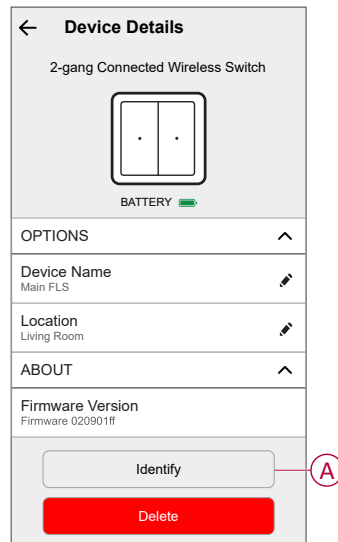 Device Details
2-gang Connected Wireless Switch
BATTERY
OPTIONS
Device Name
Main FLS
Location
Living Room
ABOUT
Firmware Version
Firmware 020901ff
Identify
A
Delete